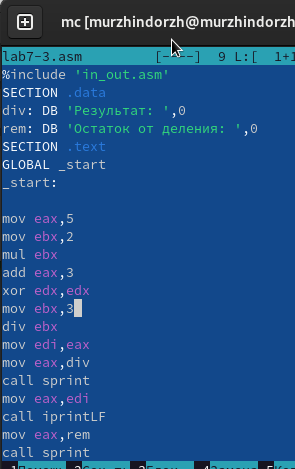 mc [murzhindorzh@murzhindorzh
lab7-3.asm [----] 9 L:[ 1+1
%include 'in_out.asm'
SECTION .data
div: DB 'Результат: ',0
rem: DB 'Остаток от деления: ',0
SECTION .text
GLOBAL _start
_start:
mov eax,5
mov ebx,2
mul ebx
add eax,3
xor edx,edx
mov ebx,3
div ebx
mov edi,eax
mov eax,div
call sprint
mov eax,edi
call iprintLF
mov eax,rem
call sprint